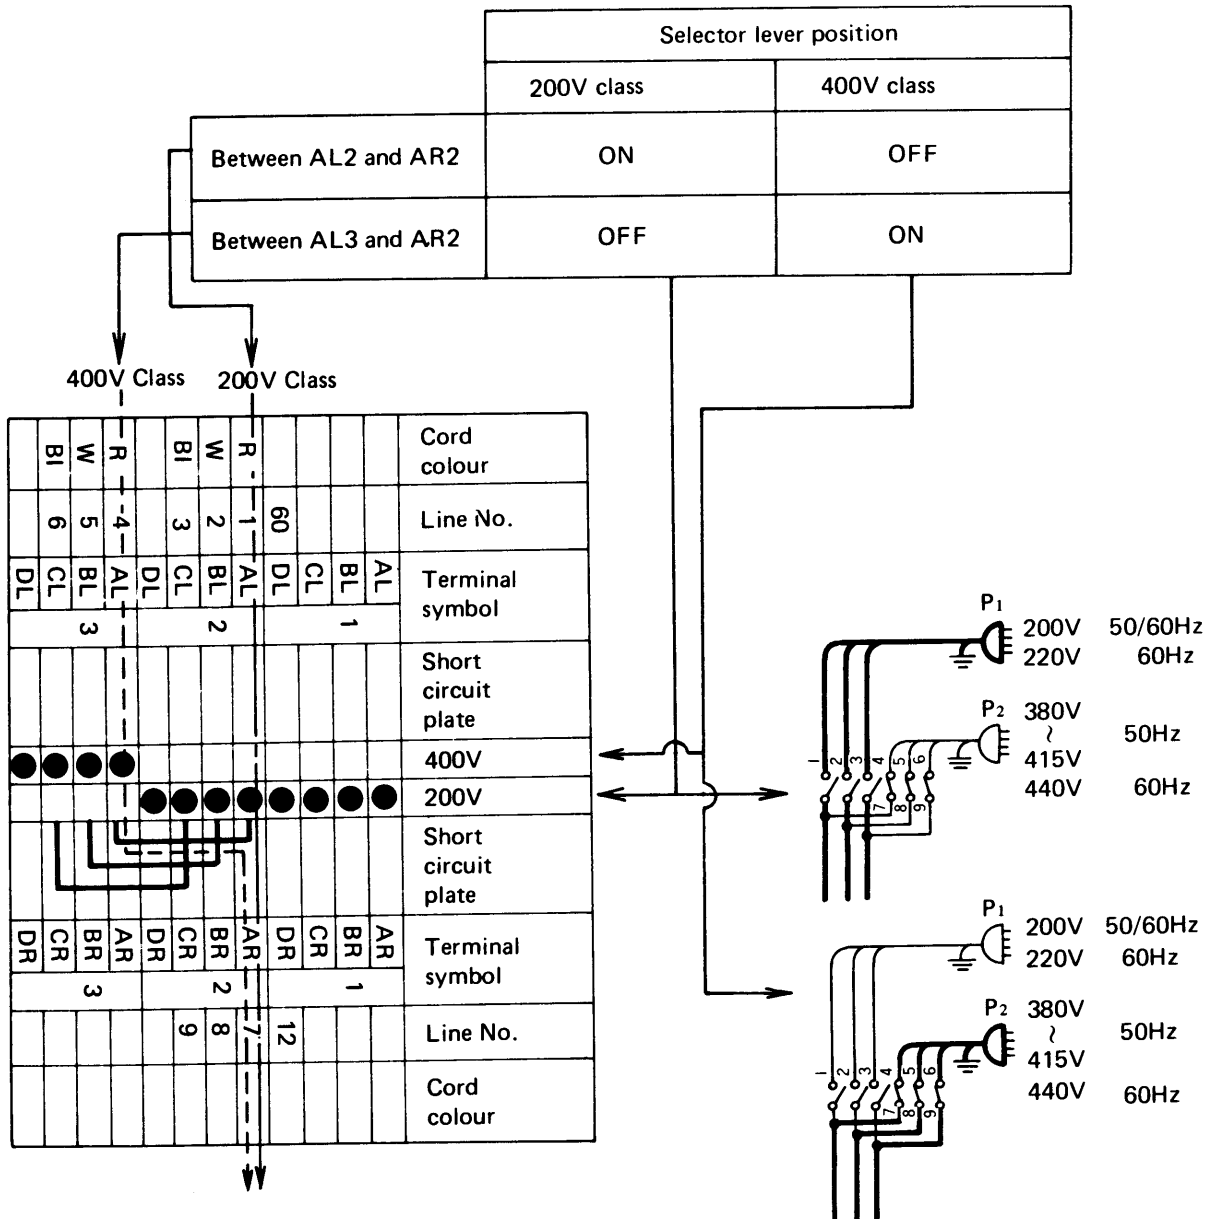 Selector lever position
200V class 400V class
Between AL2 and AR2 ON OFF
Between AL3 and AR2 OFF ON
400V Class 200V Class
Bl W R Bl W R Cord
colour
6 5 4 3 2 1 60 Line No.
DL CL BL AL DL CL BL AL DL CL BL AL Terminal
symbol
3 2 1
Short
circuit
plate
400V
200V
Short
circuit
plate
DR CR BR AR DR CR BR AR DR CR BR AR Terminal
symbol
3 2 1
9 8 7 12 Line No.
Cord
colour
P1
200V 50/60Hz
220V 60Hz
P2 380V
~
415V
50Hz
440V 60Hz
1 2 3 4 5 6
7 8 9
P1
200V 50/60Hz
220V 60Hz
P2 380V
~
415V
50Hz
440V 60Hz
1 2 3 4 5 6
7 8 9